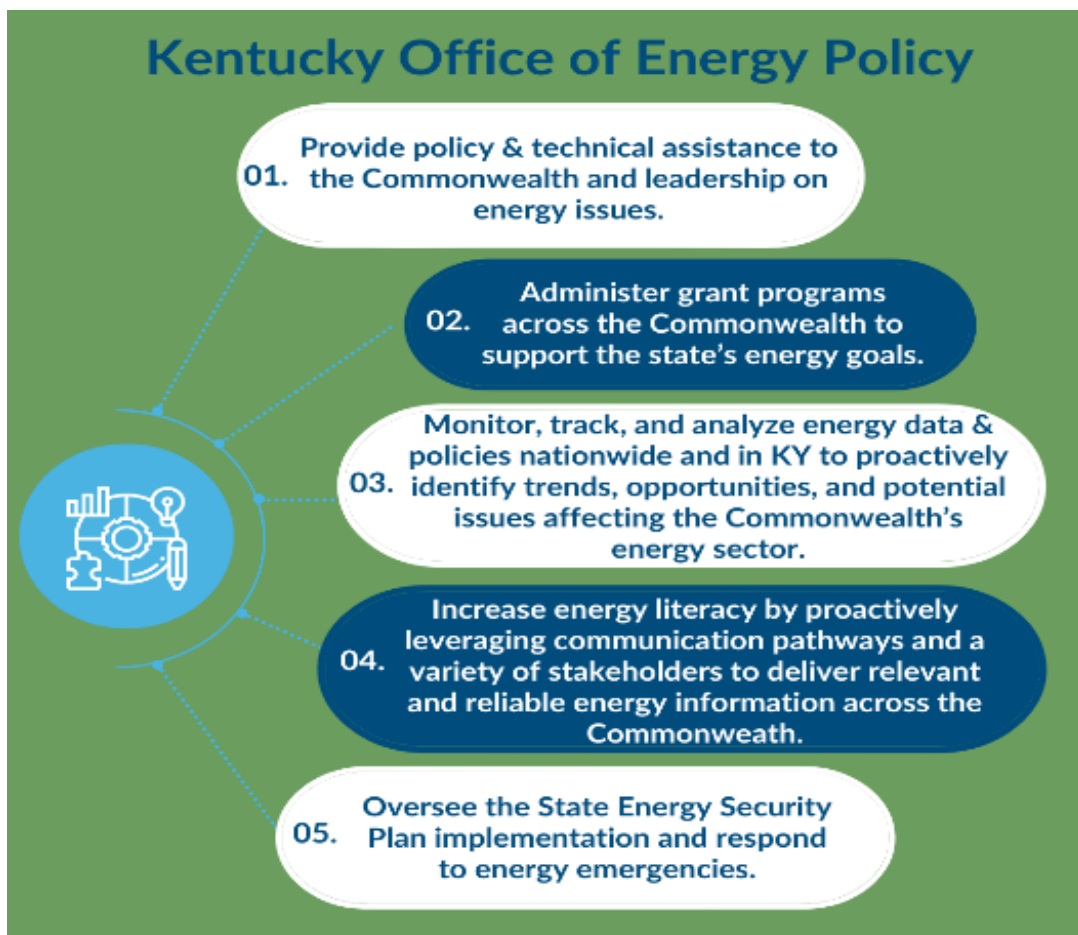 Kentucky Office of Energy Policy
01.
Provide policy & technical assistance to
the Commonwealth and leadership on
energy issues.
02.
Administer grant programs
across the Commonwealth to
support the state’s energy goals.
03.
Monitor, track, and analyze energy data &
policies nationwide and in KY to proactively
identify trends, opportunities, and potential
issues affecting the Commonwealth’s
energy sector.
04.
Increase energy literacy by proactively
leveraging communication pathways and a
variety of stakeholders to deliver relevant
and reliable energy information across the
Commonweath.
05.
Oversee the State Energy Security
Plan implementation and respond
to energy emergencies.